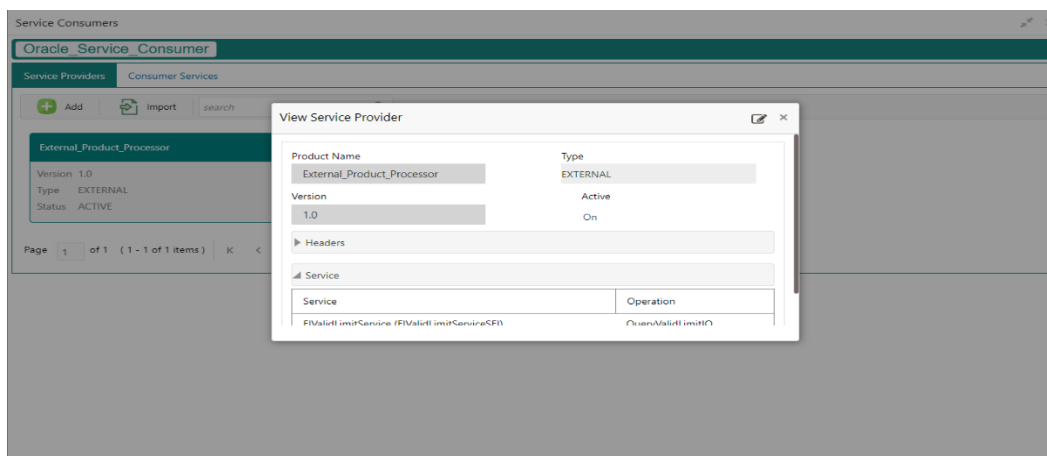 Service Consumers
Oracle_Service_Consumer
Service Providers Consumer Services
Add Import search
External_Product_Processor
Version 1.0
Type EXTERNAL
Status ACTIVE
Page 1 of 1 ( 1 - 1 of 1 items )
View Service Provider
Product Name Type
External_Product_Processor EXTERNAL
Version Active
1.0 On
Headers
Service
Service Operation